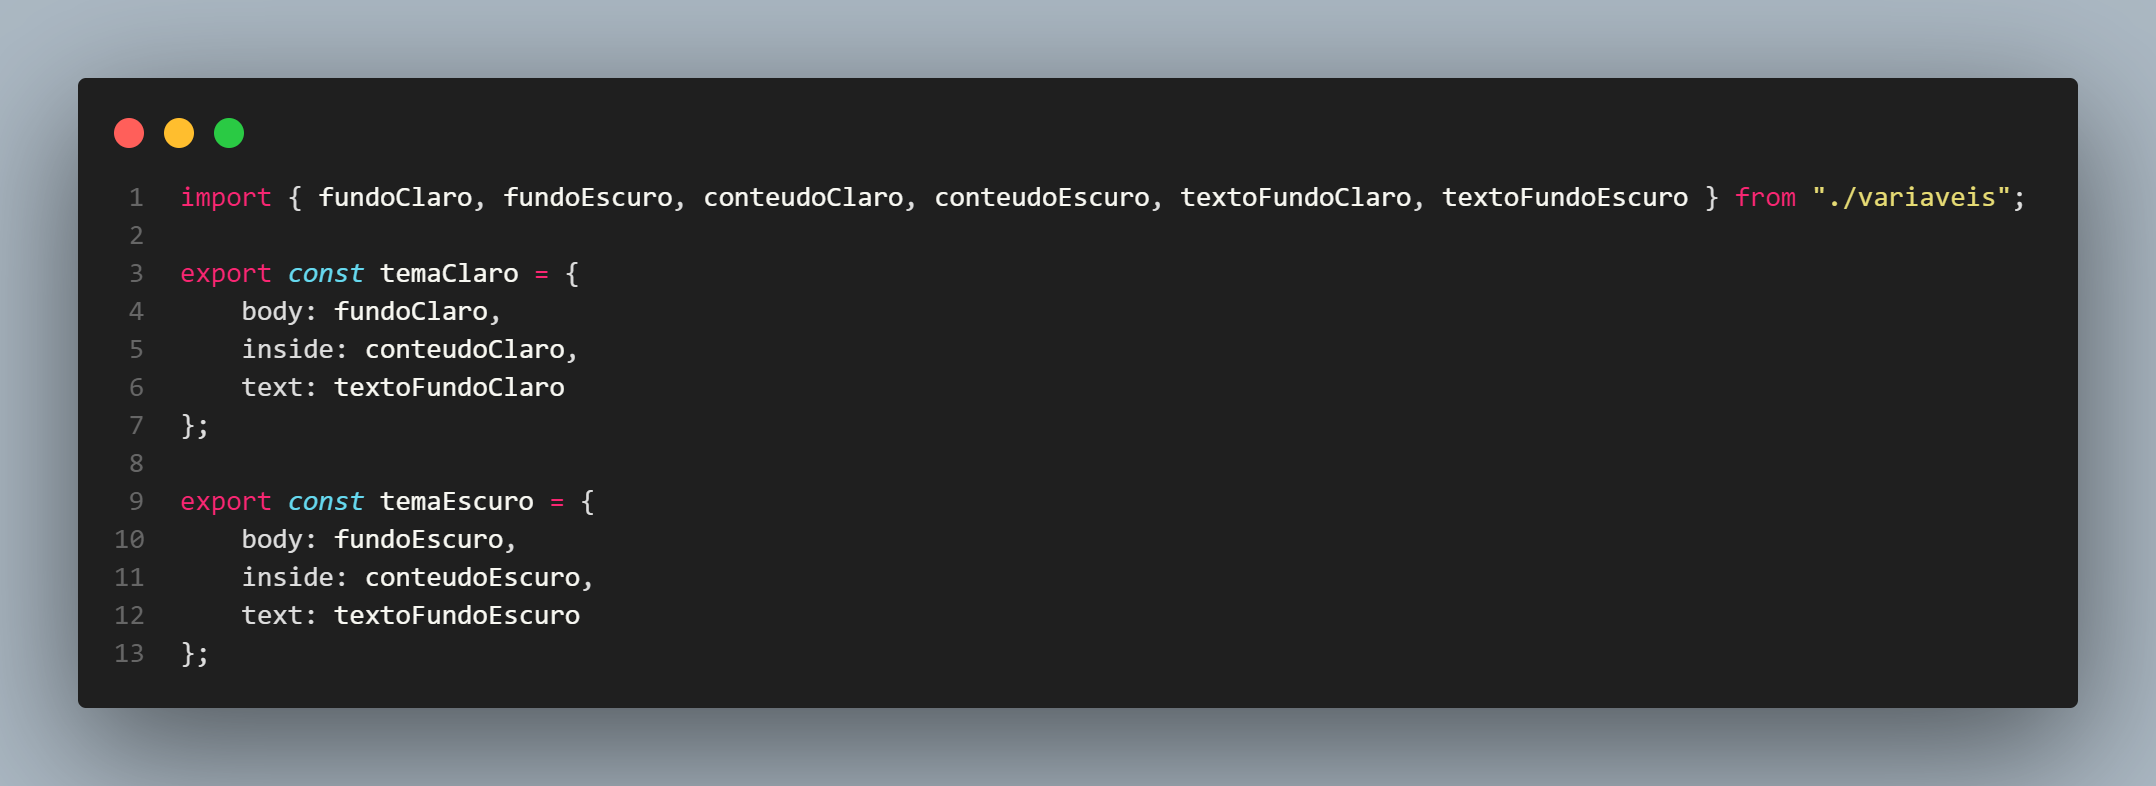 1 import { fundoClaro, fundoEscuro, conteudoClaro, conteudoEscuro, textoFundoClaro, textoFundoEscuro } from "./variaveis";
2
3 export const temaClaro = {
4     body: fundoClaro,
5     inside: conteudoClaro,
6     text: textoFundoClaro
7 };
8
9 export const temaEscuro = {
10     body: fundoEscuro,
11     inside: conteudoEscuro,
12     text: textoFundoEscuro
13 };